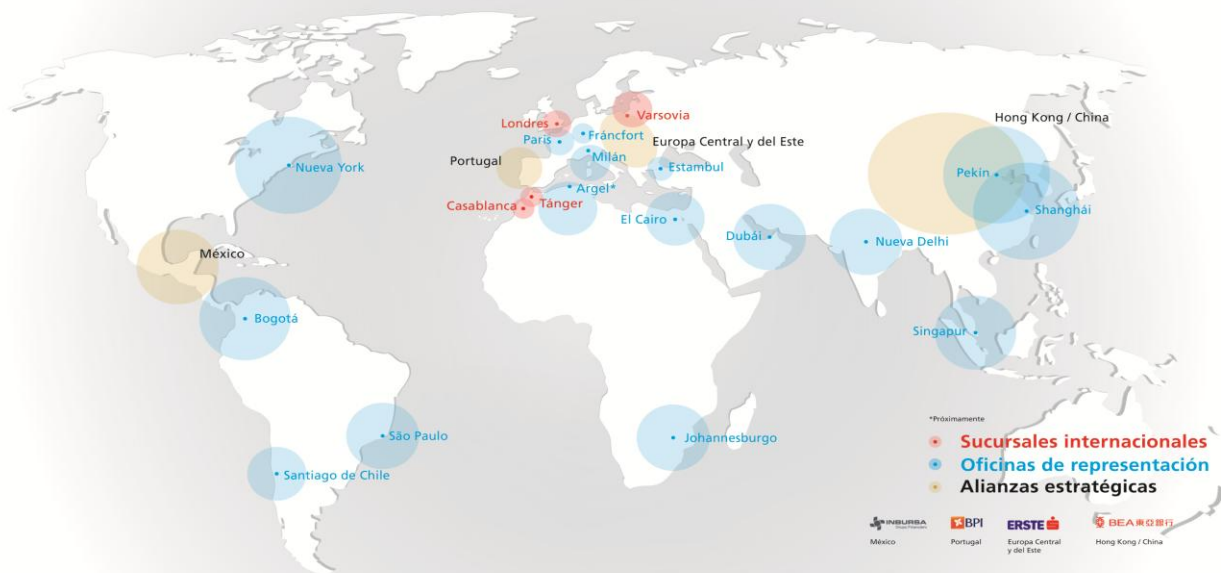 Hong Kong / China
Varsovia
Londres
Fráncfort
París
Europa Central y del Este
Milán
Portugal
Estambul
Nueva York
Pekín
Argel*
Tánger
Casablanca
Shanghái
El Cairo
Dubái
Nueva Delhi
México
Bogotá
Singapur
São Paulo
Johannesburgo
Santiago de Chile
*Próximamente
Sucursales internacionales
Oficinas de representación
Alianzas estratégicas
INBURSA
Grupo Financiero
México
BPI
Portugal
ERSTE
Europa Central
y del Este
BEA東亞銀行
Hong Kong / China